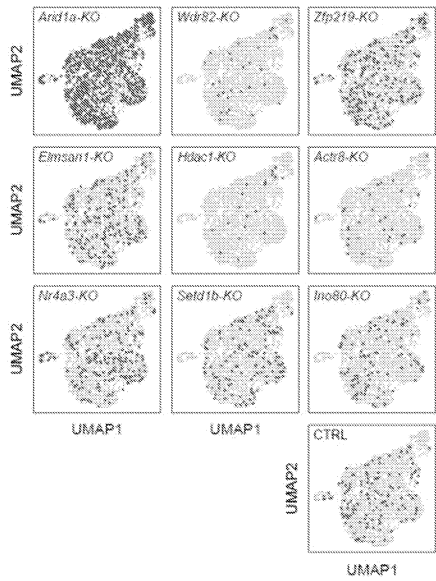 Arid1a-KO Wdr82-KO Zfp219-KO
UMAP2
Elmsan1-KO Hdac1-KO Actr8-KO
UMAP2
Nr4a3-KO Setd1b-KO Ino80-KO
UMAP2
UMAP1 UMAP1
CTRL
UMAP2
UMAP1